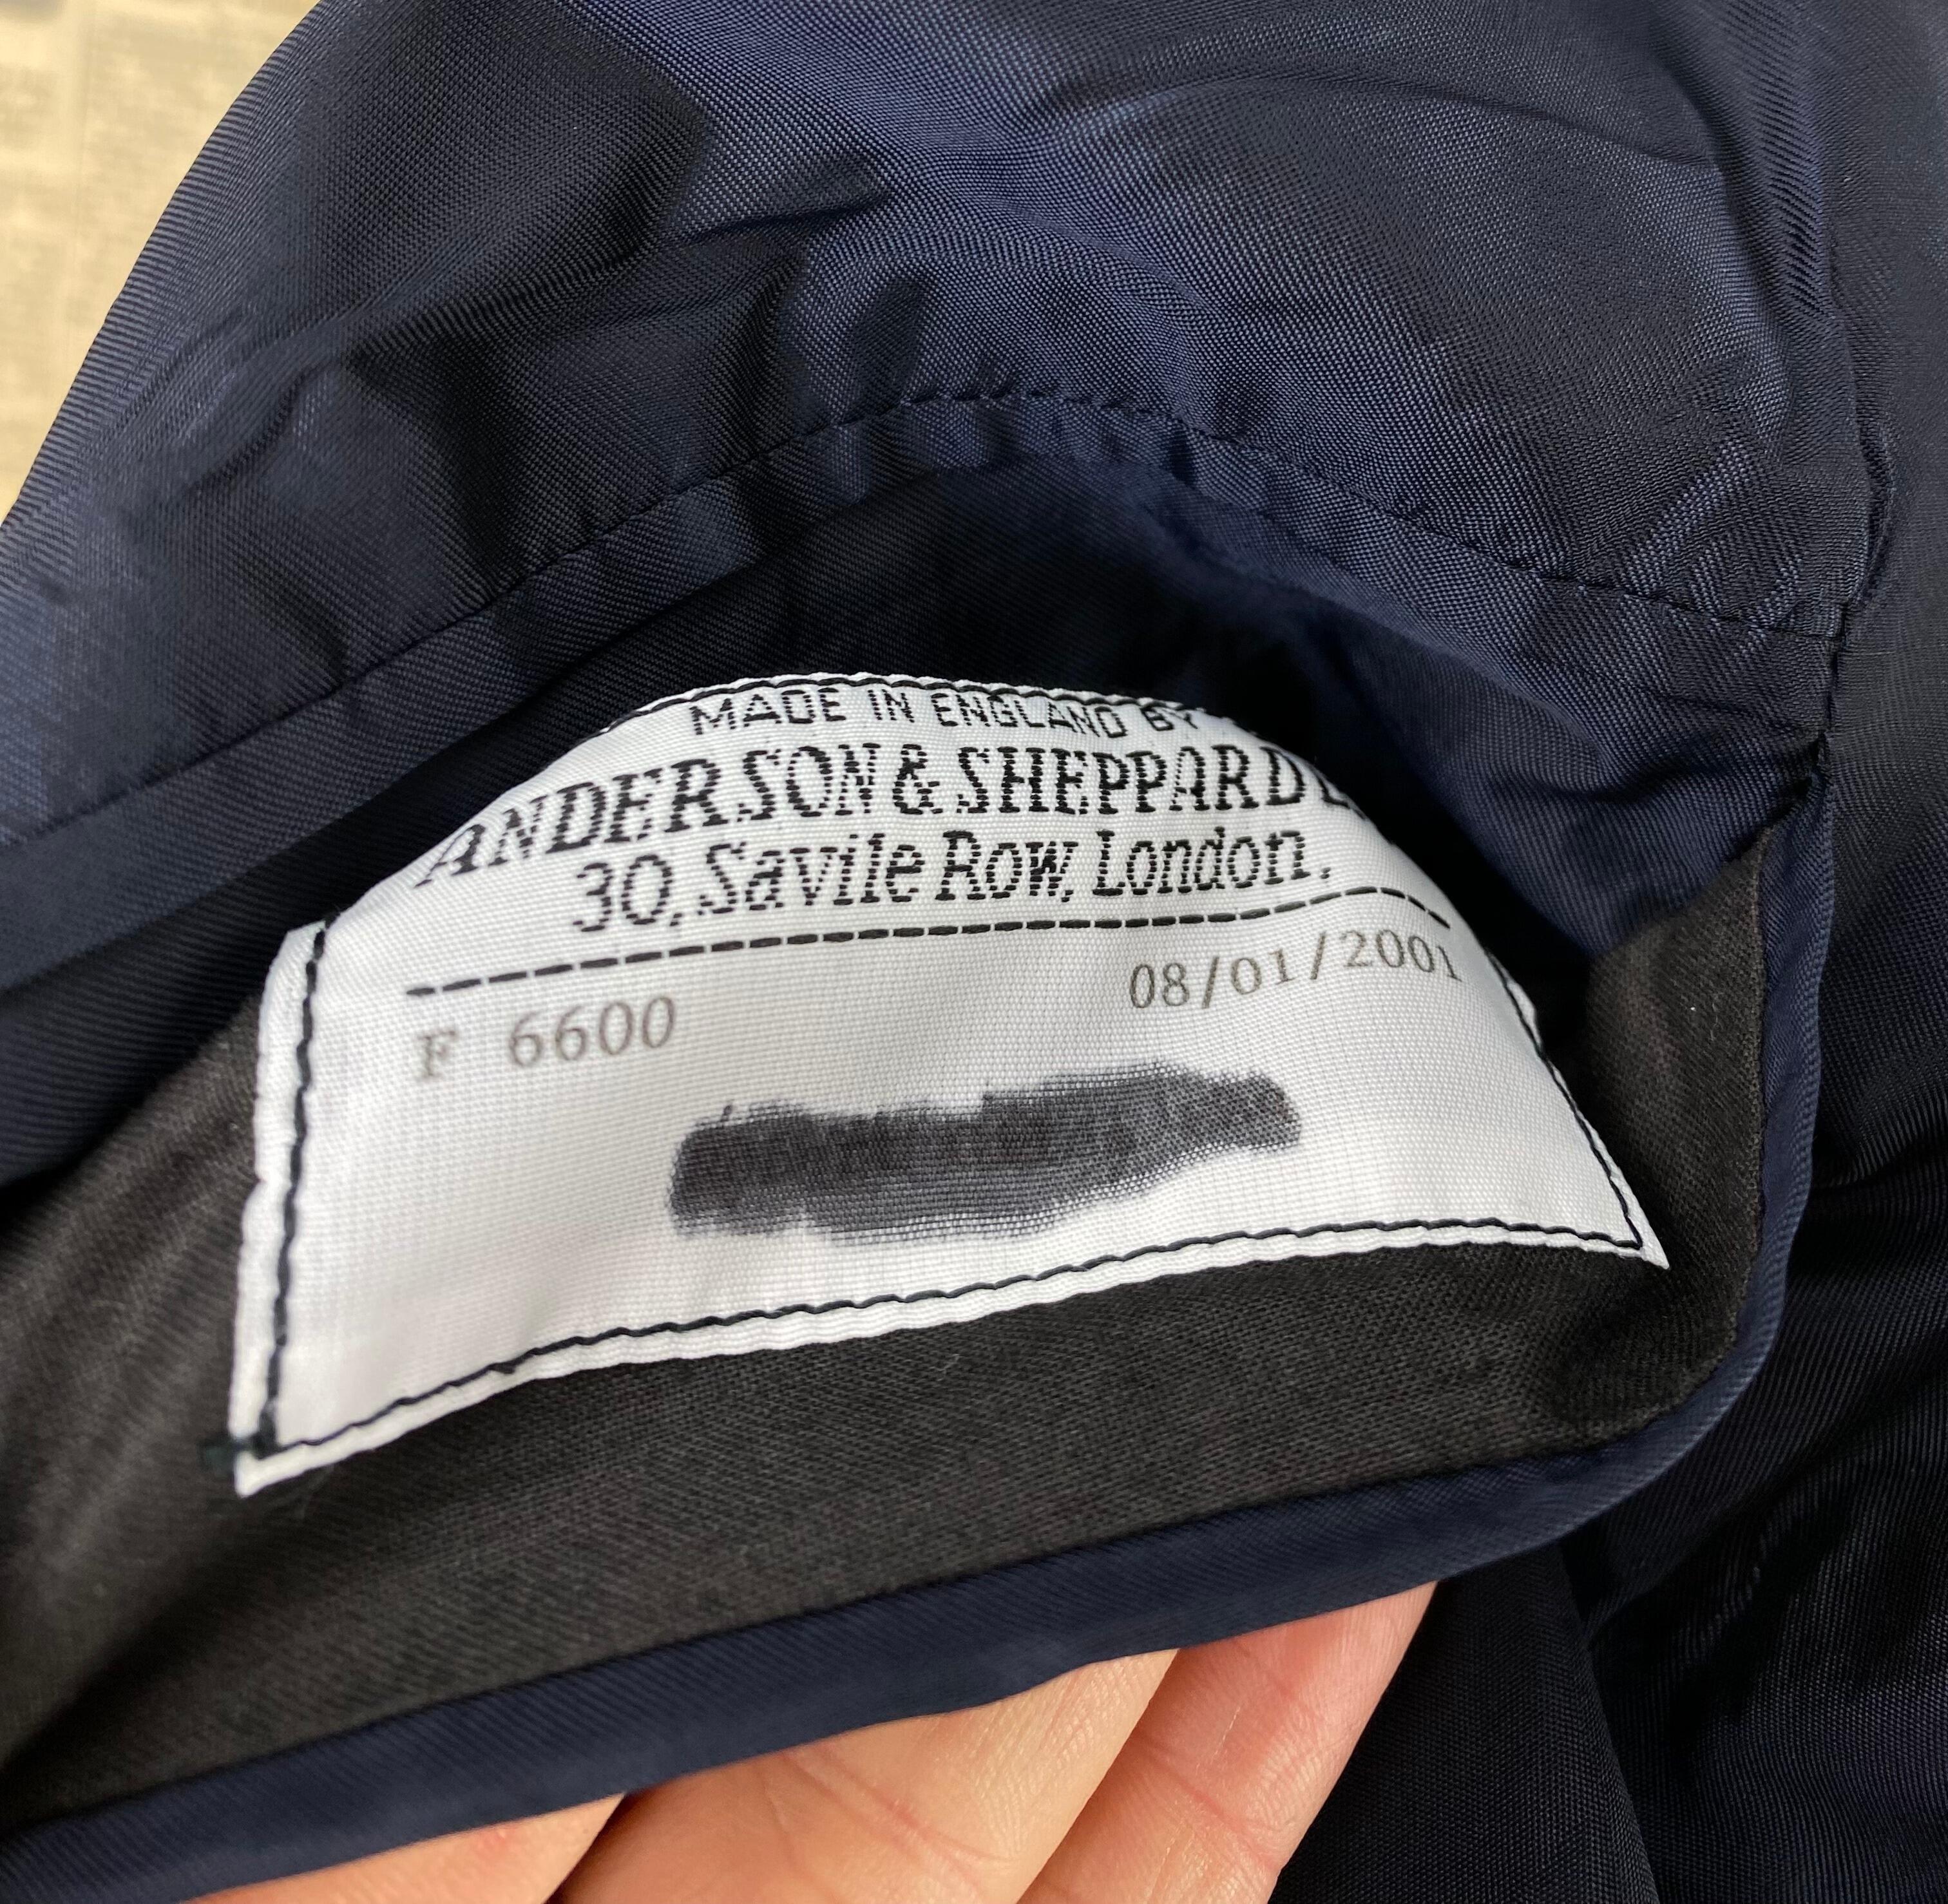 MADE IN ENGLAND BY
ANDERSON & SHEPPARD
30, Savile Row, London.
F 6600 08/01/2001